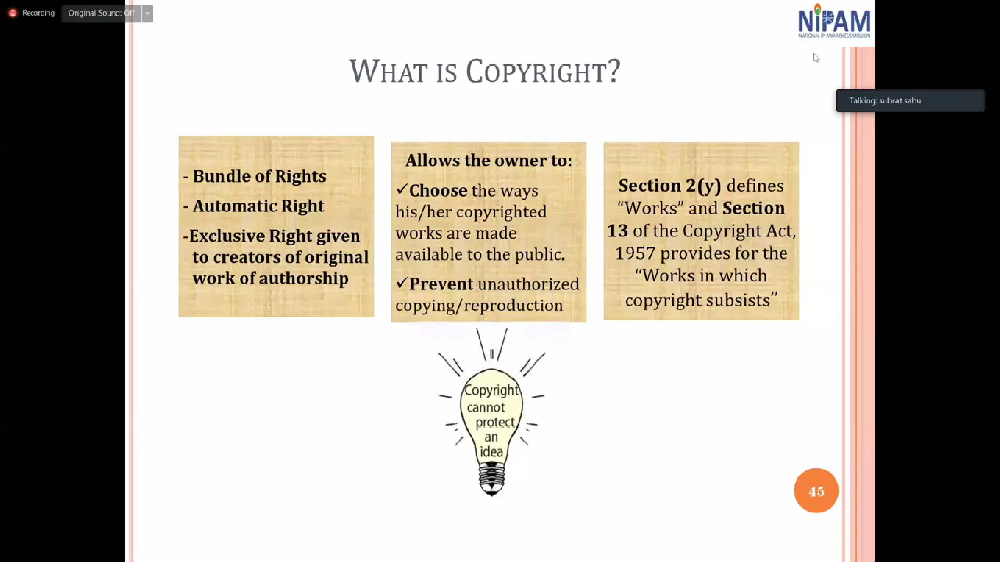 Recording
Original Sound: Off
NiPAM
NATIONAL IP AWARENESS MISSION
WHAT IS COPYRIGHT?
Talking: subrat sahu
- Bundle of Rights
- Automatic Right
-Exclusive Right given
to creators of original
work of authorship
Allows the owner to:
✓Choose the ways
his/her copyrighted
works are made
available to the public.
✓Prevent unauthorized
copying/reproduction
Section 2(y) defines
“Works” and Section
13 of the Copyright Act,
1957 provides for the
“Works in which
copyright subsists”
Copyright
cannot
protect
an
idea
45